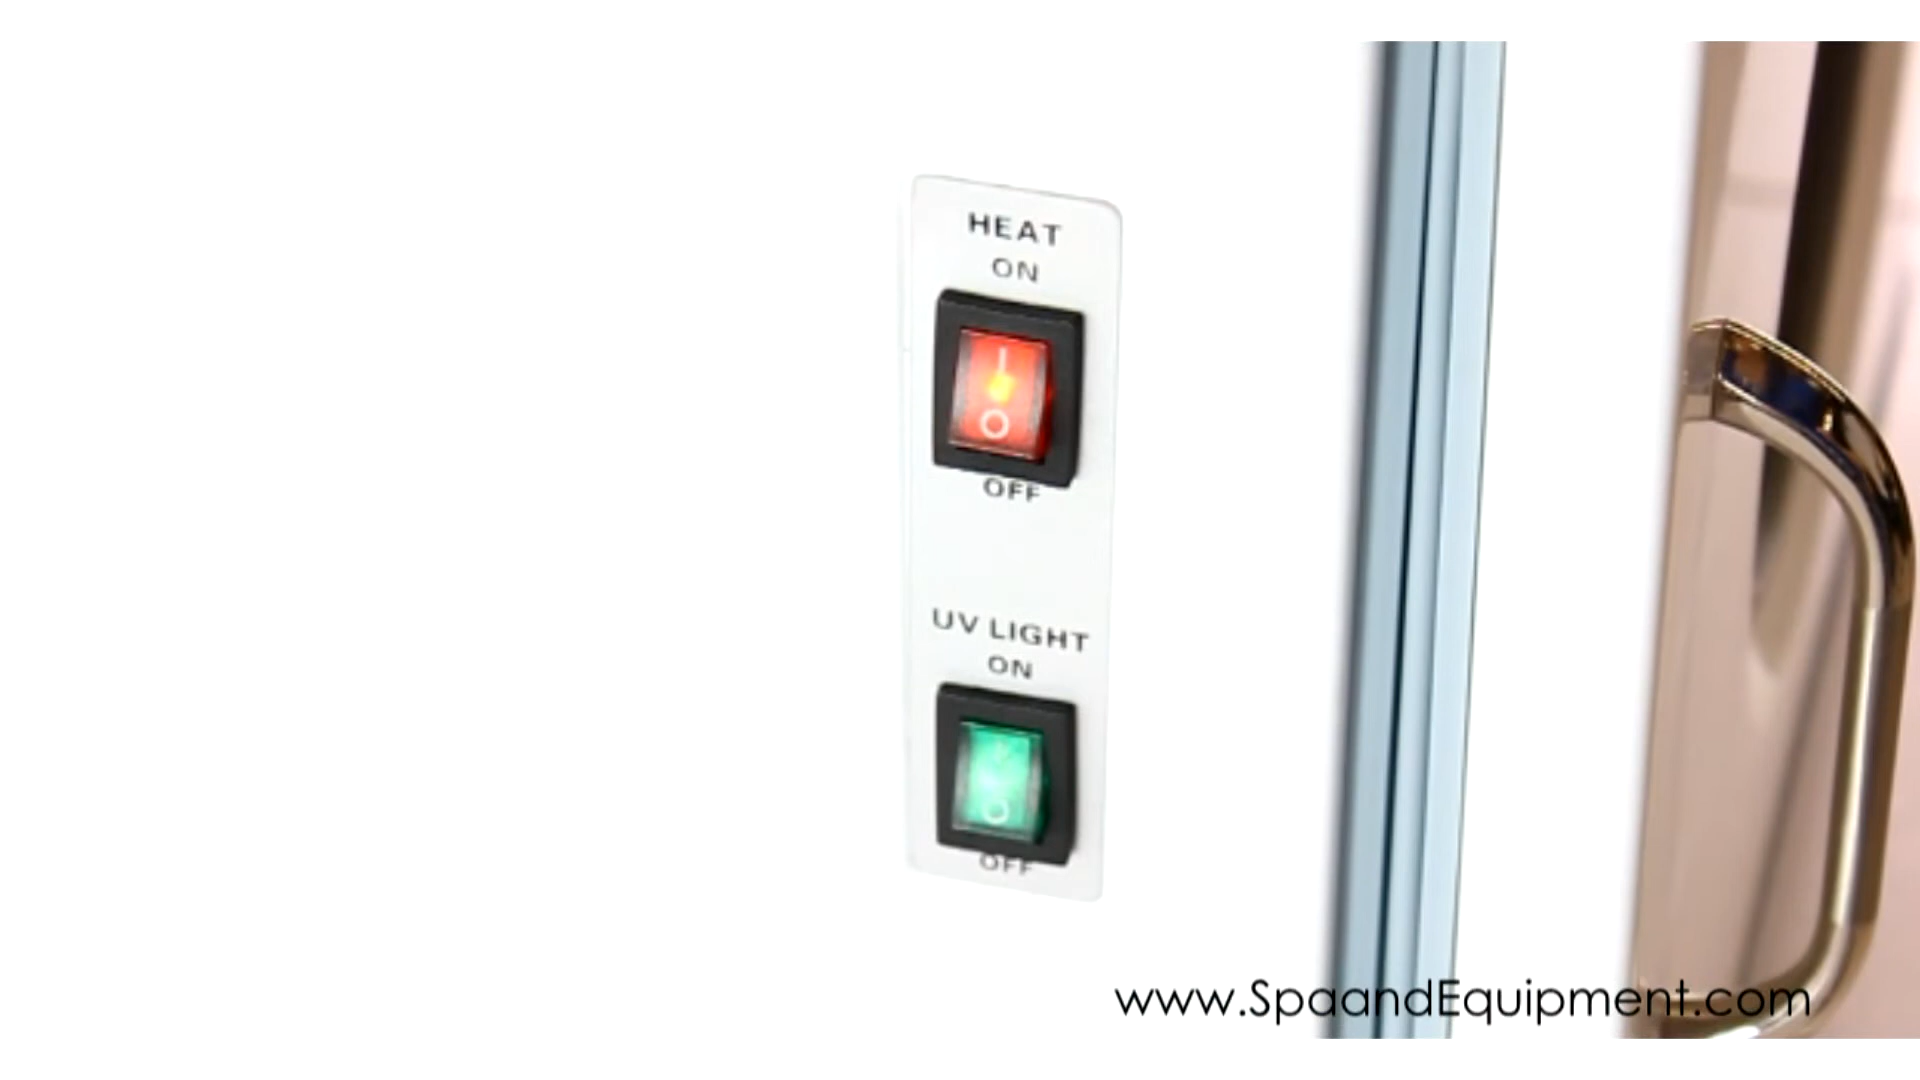 HEAT
ON
OFF
UV LIGHT
ON
OFF
www.SpaandEquipment.com